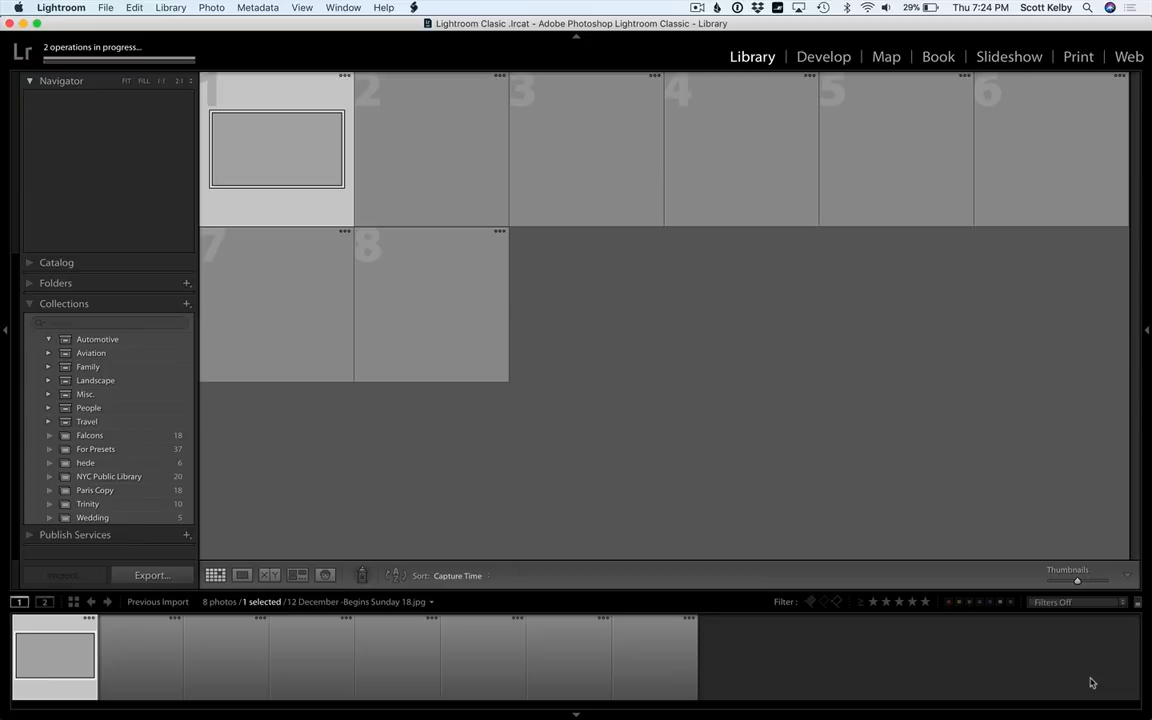 Lightroom File Edit Library Photo Metadata View Window Help 29% Thu 7:24 PM Scott Kelby
Lightroom Clasic .lrcat - Adobe Photoshop Lightroom Classic - Library
Lr 2 operations in progress...
Library | Develop | Map | Book | Slideshow | Print | Web
Navigator FIT FILL 1:1 2:1
1 2 3 4 5 6
7 8
Catalog
Folders
Collections
Automotive
Aviation
Family
Landscape
Misc.
People
Travel
Falcons 18
For Presets 37
hede 6
NYC Public Library 20
Paris Copy 18
Trinity 10
Wedding 5
Publish Services
Export...
XY
Sort: Capture Time
Thumbnails
1 2 Previous Import 8 photos / 1 selected / 12 December -Begins Sunday 18.jpg
Filter : Filters Off